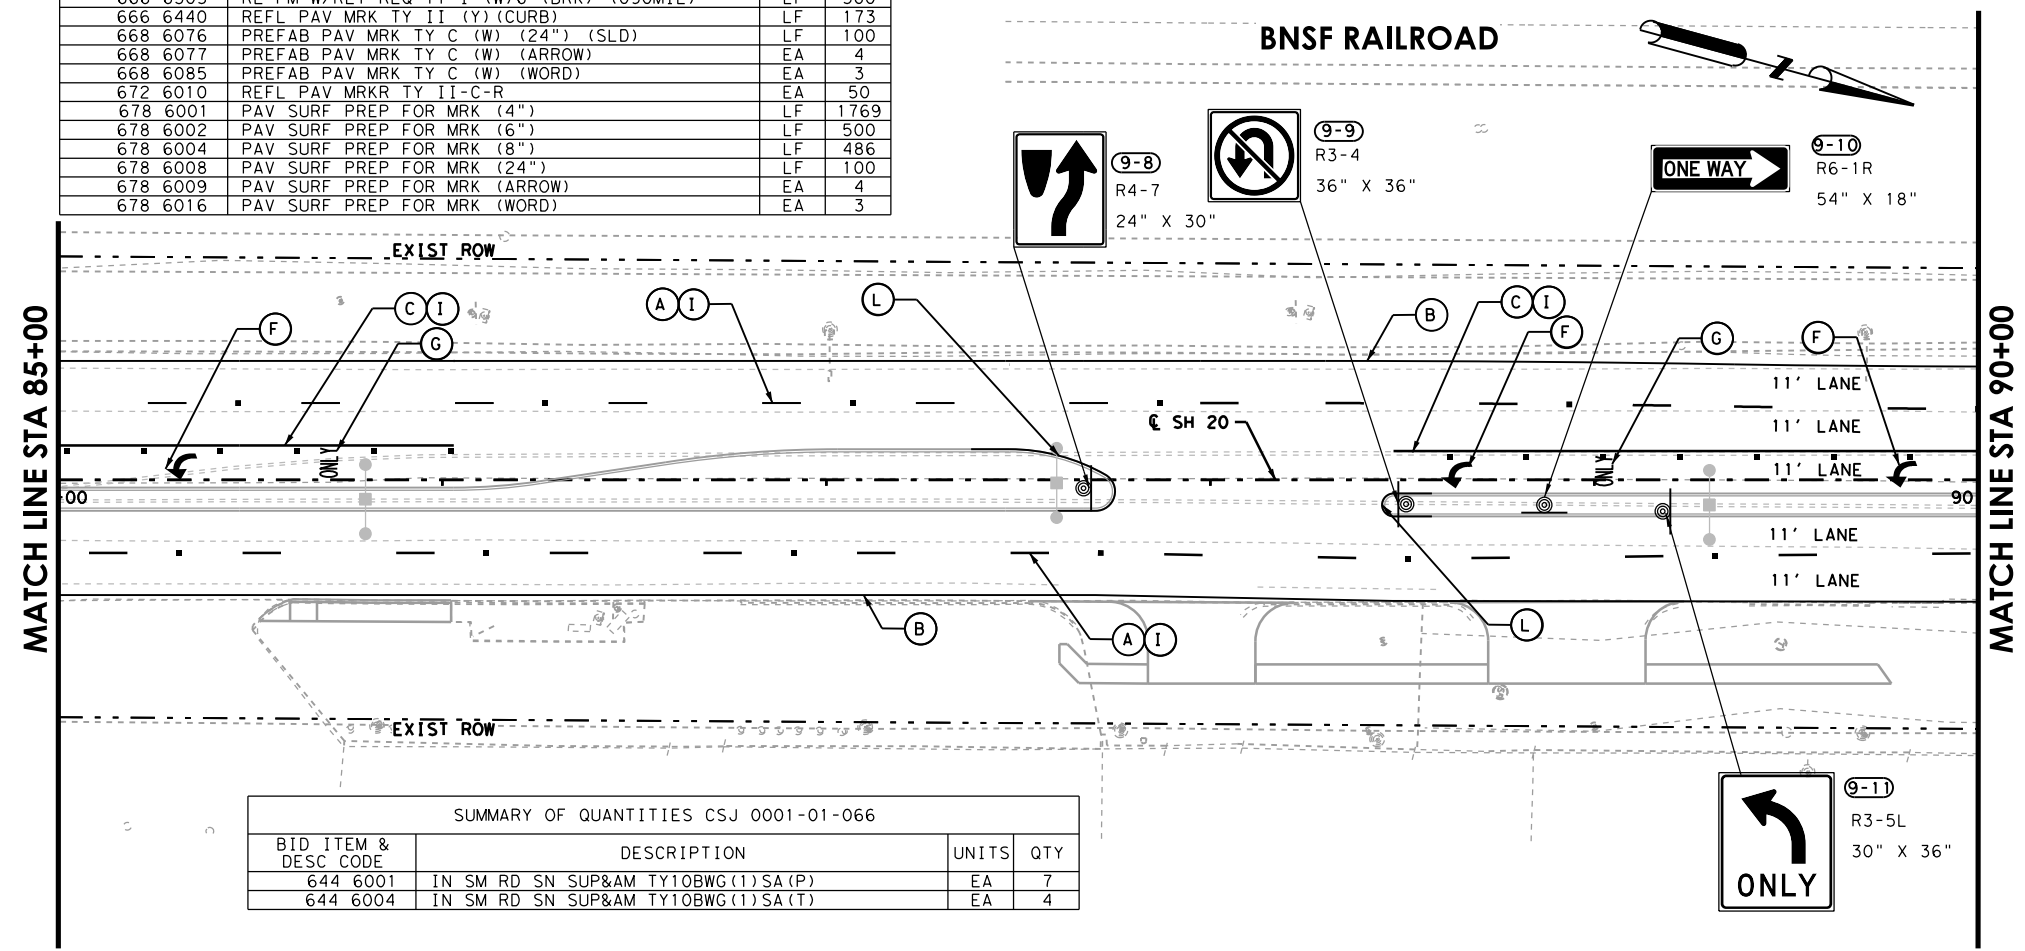 666 6440 REFL PAV MRK TY II (Y)(CURB) LF 173
668 6076 PREFAB PAV MRK TY C (W) (24") (SLD) LF 100
668 6077 PREFAB PAV MRK TY C (W) (ARROW) EA 4
668 6085 PREFAB PAV MRK TY C (W) (WORD) EA 3
672 6010 REFL PAV MRKR TY II-C-R EA 50
678 6001 PAV SURF PREP FOR MRK (4") LF 1769
678 6002 PAV SURF PREP FOR MRK (6") LF 500
678 6004 PAV SURF PREP FOR MRK (8") LF 486
678 6008 PAV SURF PREP FOR MRK (24") LF 100
678 6009 PAV SURF PREP FOR MRK (ARROW) EA 4
678 6016 PAV SURF PREP FOR MRK (WORD) EA 3
BNSF RAILROAD
9-8
R4-7
24" X 30"
9-9
R3-4
36" X 36"
ONE WAY
9-10
R6-1R
54" X 18"
EXIST ROW
MATCH LINE STA 85+00
MATCH LINE STA 90+00
F
C I
G
A I
L
B
C I
F
G
F
11' LANE
11' LANE
11' LANE
11' LANE
11' LANE
℄ SH 20
ONLY
ONLY
+00
90
B
A I
L
EXIST ROW
SUMMARY OF QUANTITIES CSJ 0001-01-066
BID ITEM & DESC CODE DESCRIPTION UNITS QTY
644 6001 IN SM RD SN SUP&AM TY10BWG(1)SA(P) EA 7
644 6004 IN SM RD SN SUP&AM TY10BWG(1)SA(T) EA 4
ONLY
9-11
R3-5L
30" X 36"